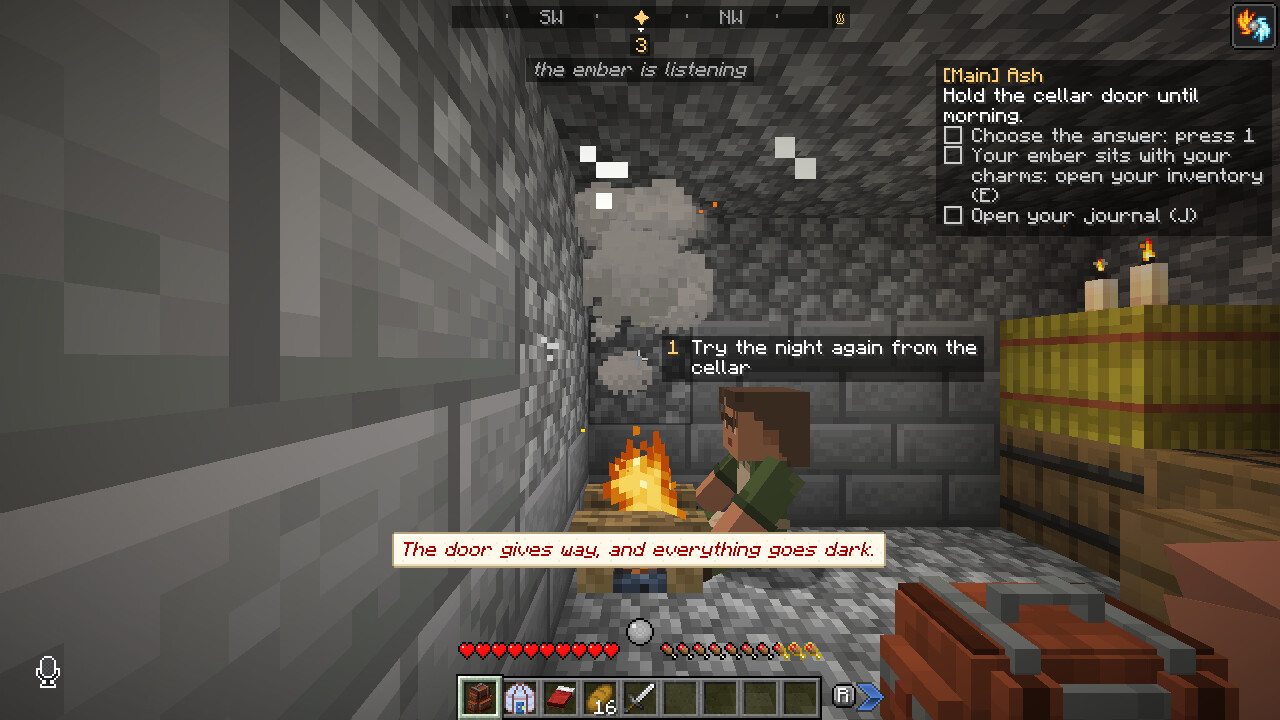 SW
NW
3
the ember is listening
[Main] Ash
Hold the cellar door until
morning.
Choose the answer: press 1
Your ember sits with your
charms: open your inventory
(E)
Open your journal (J)
1 Try the night again from the
cellar
The door gives way, and everything goes dark.
16
R